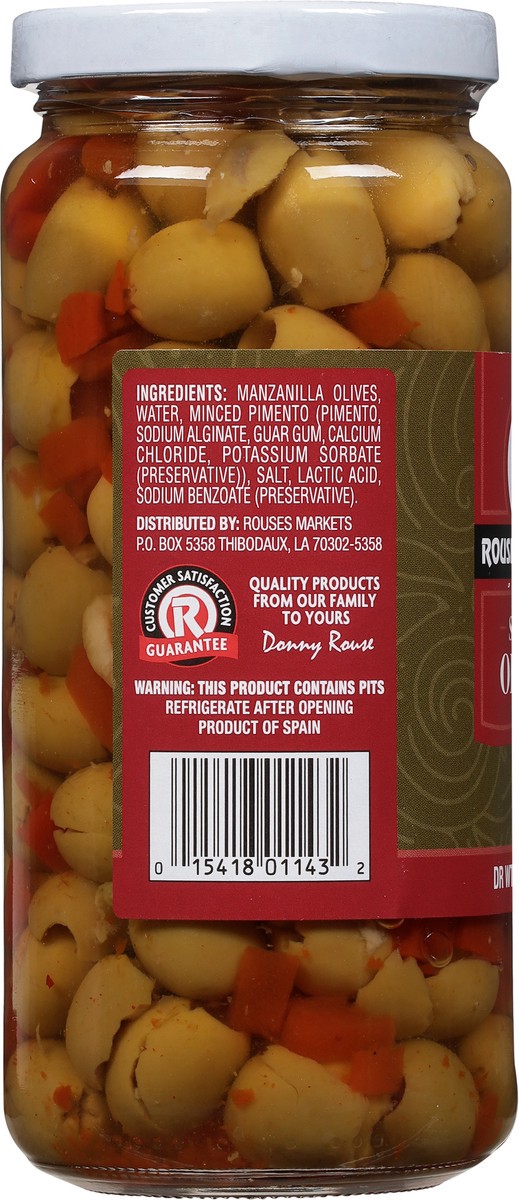 INGREDIENTS: MANZANILLA OLIVES,
WATER, MINCED PIMENTO (PIMENTO,
SODIUM ALGINATE, GUAR GUM, CALCIUM
CHLORIDE, POTASSIUM SORBATE
(PRESERVATIVE)), SALT, LACTIC ACID,
SODIUM BENZOATE (PRESERVATIVE).
DISTRIBUTED BY: ROUSES MARKETS
P.O. BOX 5358 THIBODAUX, LA 70302-5358
CUSTOMER SATISFACTION
R
GUARANTEE
QUALITY PRODUCTS
FROM OUR FAMILY
TO YOURS
Donny Rouse
WARNING: THIS PRODUCT CONTAINS PITS
REFRIGERATE AFTER OPENING
PRODUCT OF SPAIN
0 15418 01143 2
ROUS
DR WT